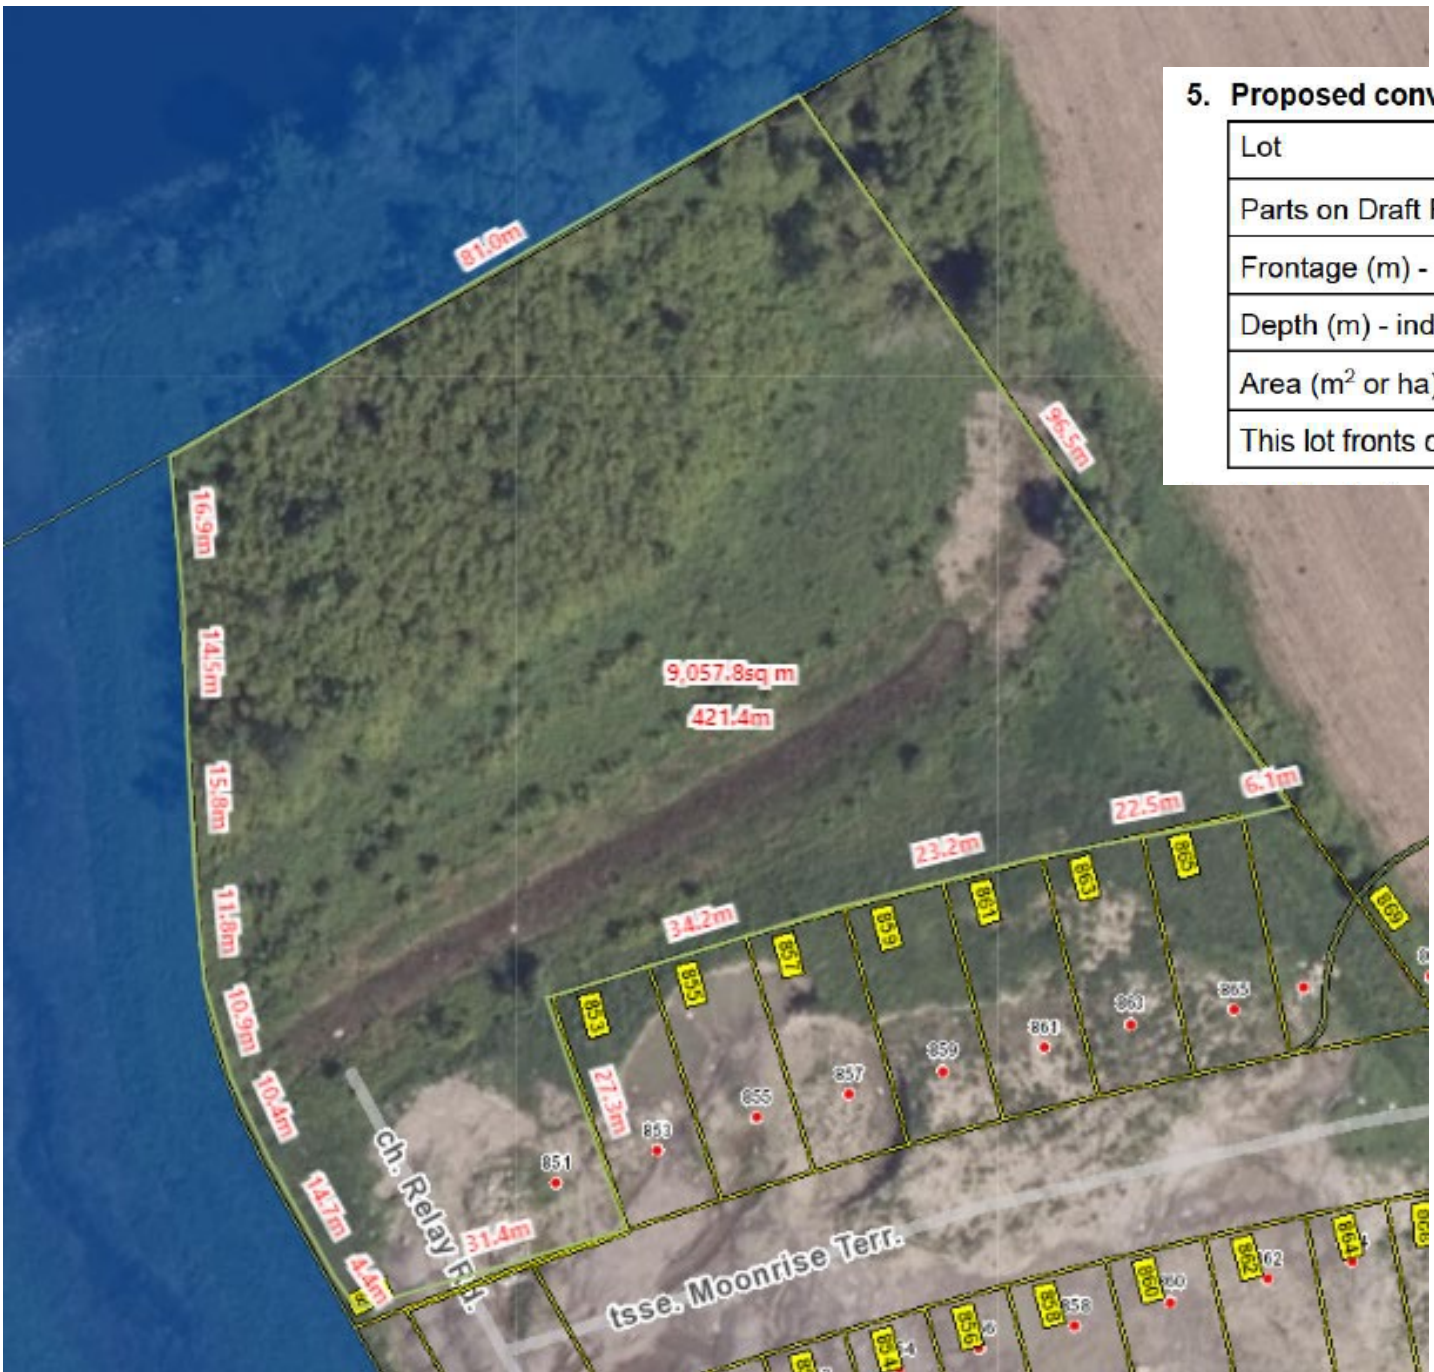 5. Proposed conv
Lot
Parts on Draft
Frontage (m) -
Depth (m) - ind
Area (m² or ha)
This lot fronts
81.0m
96.5m
16.9m
14.5m
15.8m
11.8m
10.9m
10.4m
14.7m
4.4m
9,057.8sq m
421.4m
6.1m
22.5m
23.2m
34.2m
27.3m
31.4m
853
855
857
859
861
863
865
869
851
853
855
857
859
861
863
865
ch. Relay Rd.
tsse. Moonrise Terr.
854
856
858
860
862
864
866
858